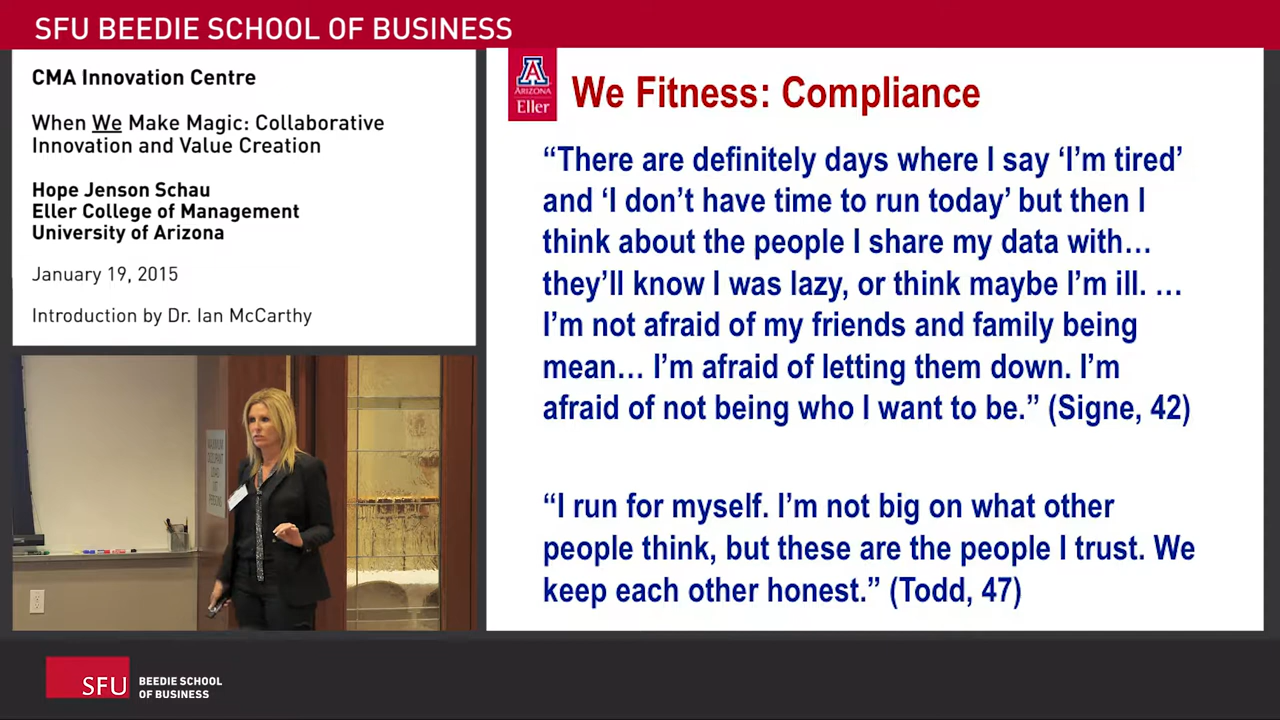 SFU BEEDIE SCHOOL OF BUSINESS
CMA Innovation Centre
When We Make Magic: Collaborative
Innovation and Value Creation
Hope Jenson Schau
Eller College of Management
University of Arizona
January 19, 2015
Introduction by Dr. Ian McCarthy
A
ARIZONA
Eller
We Fitness: Compliance
“There are definitely days where I say ‘I’m tired’
and ‘I don’t have time to run today’ but then I
think about the people I share my data with…
they’ll know I was lazy, or think maybe I’m ill. …
I’m not afraid of my friends and family being
mean… I’m afraid of letting them down. I’m
afraid of not being who I want to be.” (Signe, 42)
“I run for myself. I’m not big on what other
people think, but these are the people I trust. We
keep each other honest.” (Todd, 47)
SFU
BEEDIE SCHOOL
OF BUSINESS